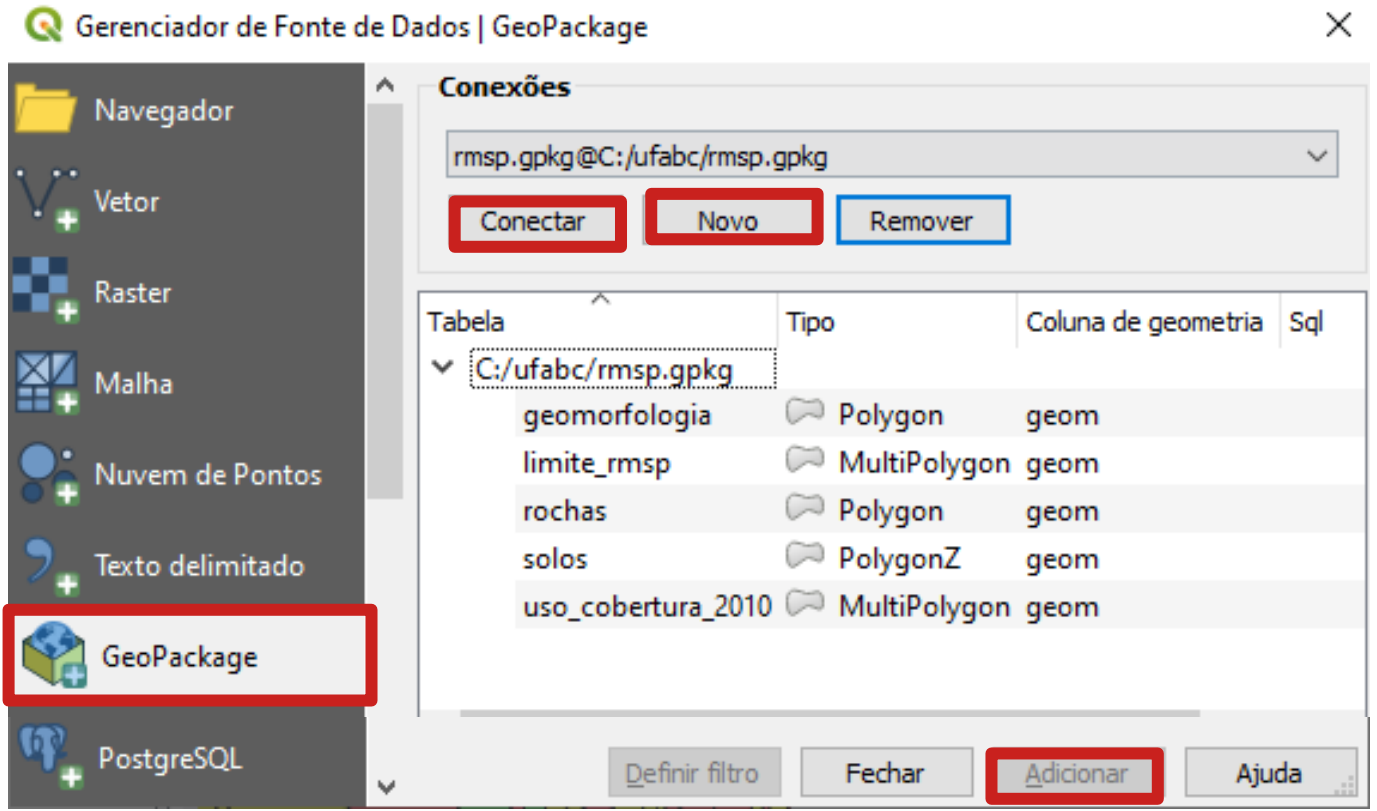 Gerenciador de Fonte de Dados | GeoPackage
Navegador
Vetor
Raster
Malha
Nuvem de Pontos
Texto delimitado
GeoPackage
PostgreSQL
Conexões
rmsp.gpkg@C:/ufabc/rmsp.gpkg
Conectar Novo Remover
Tabela Tipo Coluna de geometria Sql
C:/ufabc/rmsp.gpkg
geomorfologia Polygon geom
limite_rmsp MultiPolygon geom
rochas Polygon geom
solos PolygonZ geom
uso_cobertura_2010 MultiPolygon geom
Definir filtro Fechar Adicionar Ajuda